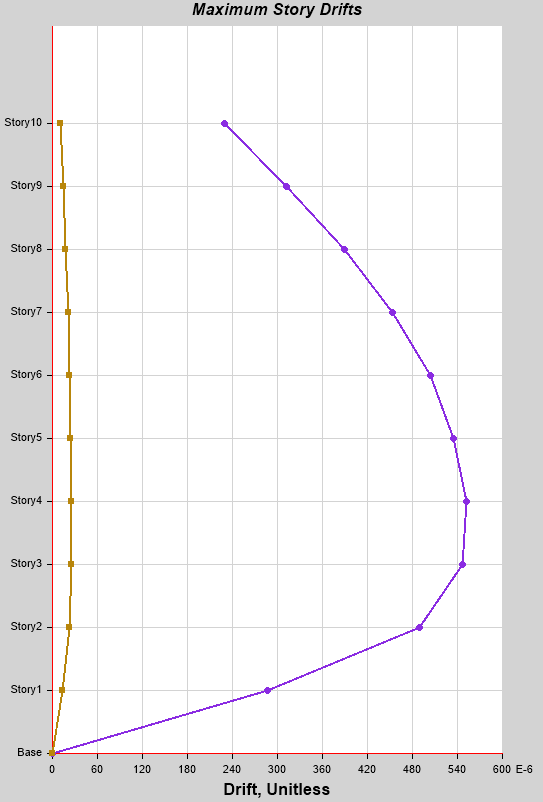 Maximum Story Drifts
Story10
Story9
Story8
Story7
Story6
Story5
Story4
Story3
Story2
Story1
Base
0 60 120 180 240 300 360 420 480 540 600 E-6
Drift, Unitless